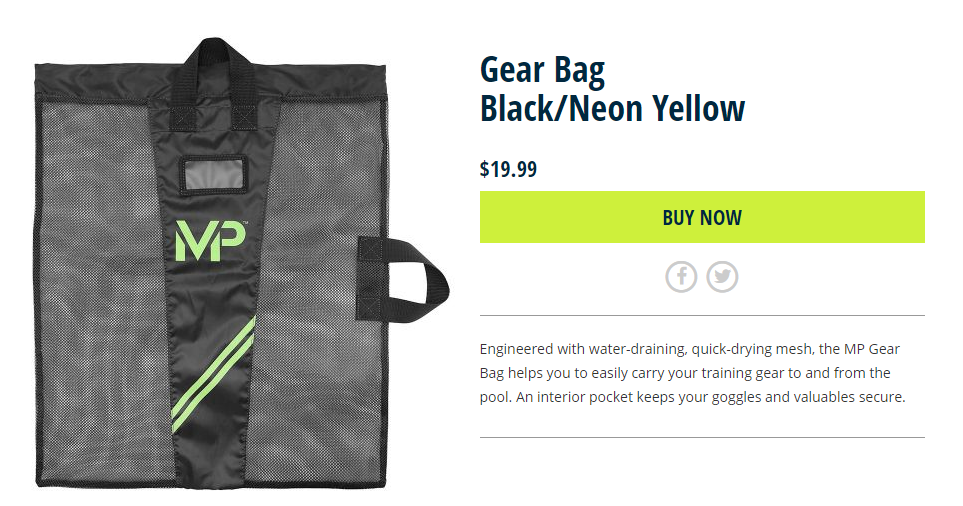 MP™
Gear Bag
Black/Neon Yellow
$19.99
BUY NOW
Engineered with water-draining, quick-drying mesh, the MP Gear
Bag helps you to easily carry your training gear to and from the
pool. An interior pocket keeps your goggles and valuables secure.